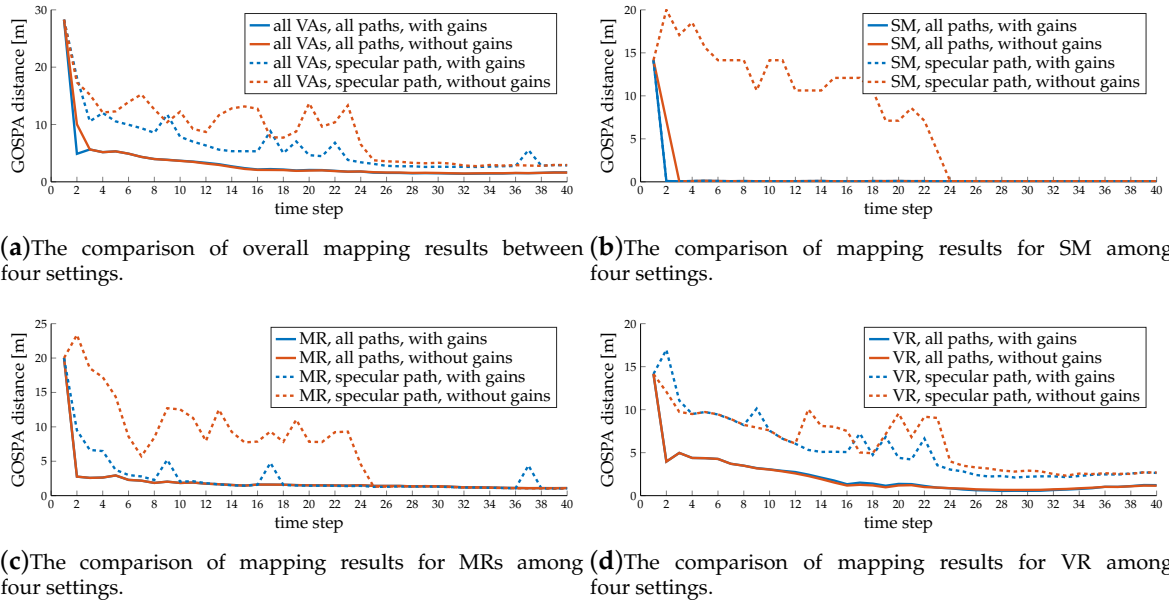 GOSPA distance [m]
30
20
10
0
all VAs, all paths, with gains
all VAs, all paths, without gains
all VAs, specular path, with gains
all VAs, specular path, without gains
2 4 6 8 10 12 14 16 18 20 22 24 26 28 30 32 34 36 38 40
time step
(a)The comparison of overall mapping results between
four settings.
GOSPA distance [m]
20
15
10
5
0
SM, all paths, with gains
SM, all paths, without gains
SM, specular path, with gains
SM, specular path, without gains
2 4 6 8 10 12 14 16 18 20 22 24 26 28 30 32 34 36 38 40
time step
(b)The comparison of mapping results for SM among
four settings.
GOSPA distance [m]
25
20
15
10
5
0
MR, all paths, with gains
MR, all paths, without gains
MR, specular path, with gains
MR, specular path, without gains
2 4 6 8 10 12 14 16 18 20 22 24 26 28 30 32 34 36 38 40
time step
(c)The comparison of mapping results for MRs among
four settings.
GOSPA distance [m]
20
15
10
5
0
VR, all paths, with gains
VR, all paths, without gains
VR, specular path, with gains
VR, specular path, without gains
2 4 6 8 10 12 14 16 18 20 22 24 26 28 30 32 34 36 38 40
time step
(d)The comparison of mapping results for VR among
four settings.